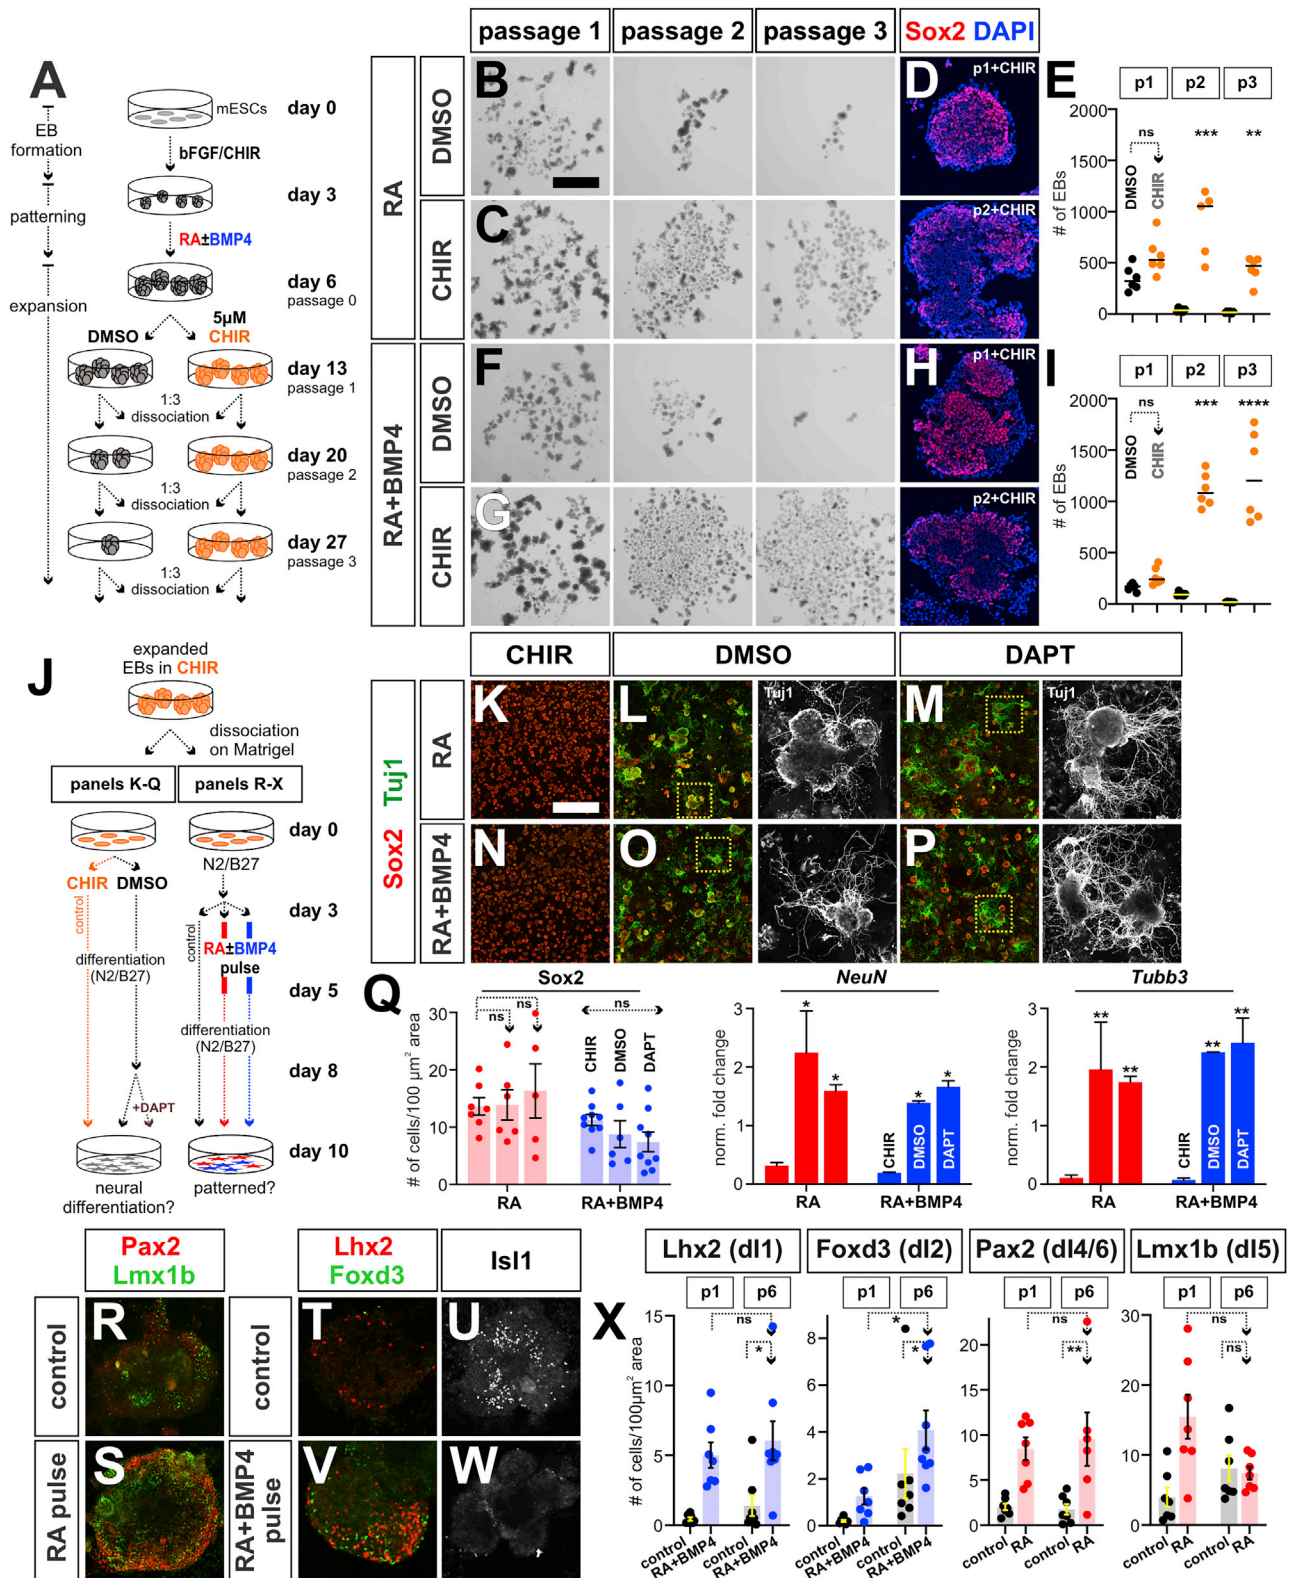 passage 1
passage 2
passage 3
Sox2 DAPI
A
mESCs
day 0
EB
formation
bFGF/CHIR
day 3
patterning
RA±BMP4
day 6
passage 0
expansion
DMSO
5µM
CHIR
day 13
passage 1
1:3
dissociation
day 20
passage 2
1:3
dissociation
day 27
passage 3
1:3
dissociation
RA
DMSO
B
D
p1+CHIR
CHIR
C
p2+CHIR
E
p1
p2
p3
2000
1500
1000
500
0
# of EBs
ns
***
**
DMSO
CHIR
RA+BMP4
DMSO
F
H
p1+CHIR
CHIR
G
p2+CHIR
I
p1
p2
p3
2000
1500
1000
500
0
# of EBs
ns
***
****
DMSO
CHIR
J
expanded
EBs in CHIR
dissociation
on Matrigel
panels K-Q
panels R-X
day 0
N2/B27
CHIR DMSO
day 3
control
control
RA±BMP4
pulse
differentiation
(N2/B27)
day 5
differentiation
(N2/B27)
day 8
+DAPT
day 10
neural
differentiation?
patterned?
CHIR
DMSO
DAPT
Sox2 Tuj1
RA
K
L
Tuj1
M
Tuj1
RA+BMP4
N
O
P
Q
Sox2
30
20
10
0
# of cells/100 µm² area
ns
ns
ns
CHIR
DMSO
DAPT
RA
RA+BMP4
NeuN
3
2
1
0
norm. fold change
*
*
*
*
CHIR
DMSO
DAPT
RA
RA+BMP4
Tubb3
3
2
1
0
norm. fold change
**
**
**
**
CHIR
DMSO
DAPT
RA
RA+BMP4
Pax2
Lmx1b
Lhx2
Foxd3
Isl1
control
R
control
T
U
RA pulse
S
RA+BMP4
pulse
V
W
X
Lhx2 (dI1)
p1
p6
15
10
5
0
# of cells/100µm² area
ns
*
control
RA+BMP4
control
RA+BMP4
Foxd3 (dI2)
p1
p6
8
6
4
2
0
*
*
control
RA+BMP4
control
RA+BMP4
Pax2 (dI4/6)
p1
p6
20
15
10
5
0
ns
**
control
RA
control
RA
Lmx1b (dI5)
p1
p6
30
20
10
0
ns
ns
control
RA
control
RA